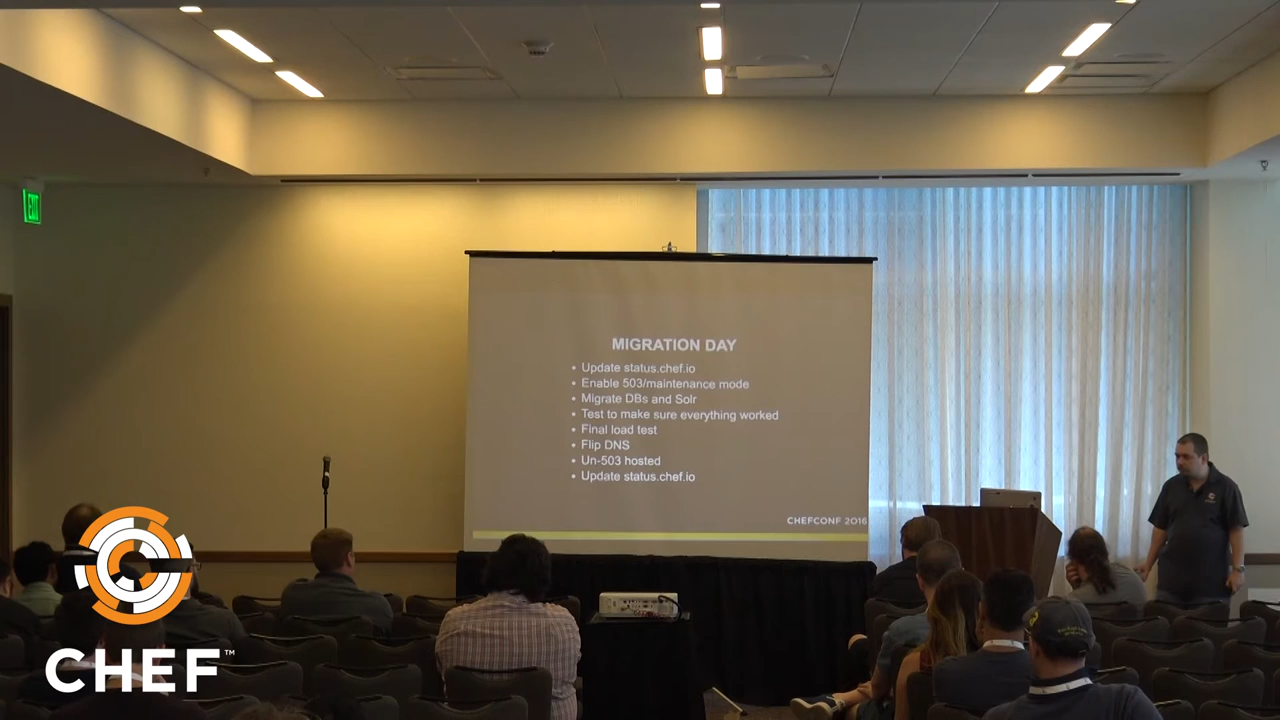 EXIT
MIGRATION DAY
• Update status.chef.io
• Enable 503/maintenance mode
• Migrate DBs and Solr
• Test to make sure everything worked
• Final load test
• Flip DNS
• Un-503 hosted
• Update status.chef.io
CHEFCONF 2016
CHEF™